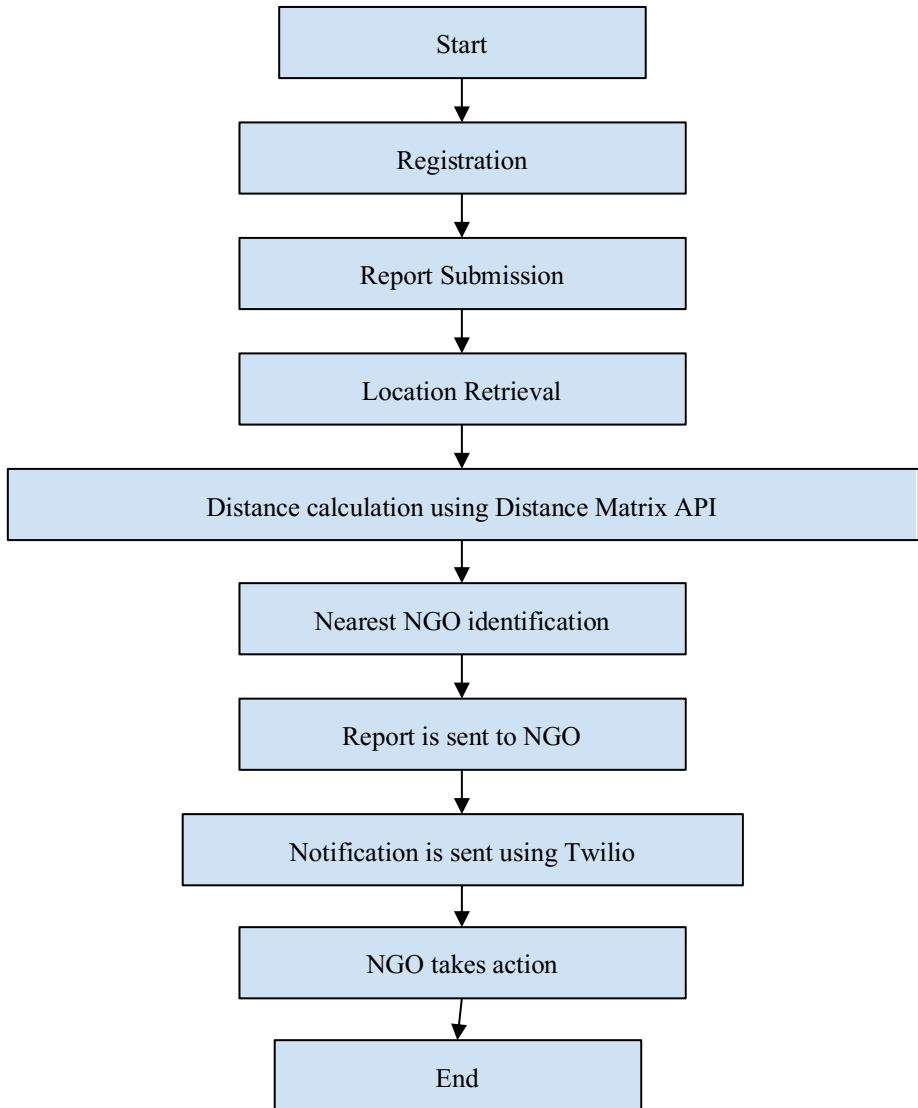 Start
Registration
Report Submission
Location Retrieval
Distance calculation using Distance Matrix API
Nearest NGO identification
Report is sent to NGO
Notification is sent using Twilio
NGO takes action
End